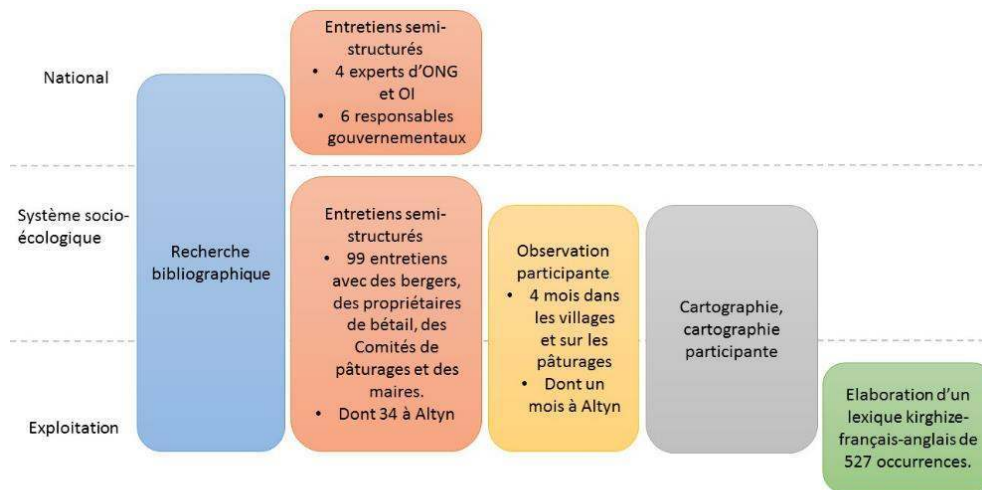 National
Système socio-
écologique
Exploitation
Recherche
bibliographique
Entretiens semi-
structurés
• 4 experts d'ONG
et OI
• 6 responsables
gouvernementaux
Entretiens semi-
structurés
• 99 entretiens
avec des bergers,
des propriétaires
de bétail, des
Comités de
pâturages et des
maires.
• Dont 34 à Altyn
Observation
participante
• 4 mois dans
les villages
et sur les
pâturages
• Dont un
mois à Altyn
Cartographie,
cartographie
participante
Elaboration d'un
lexique kirghize-
français-anglais de
527 occurrences.